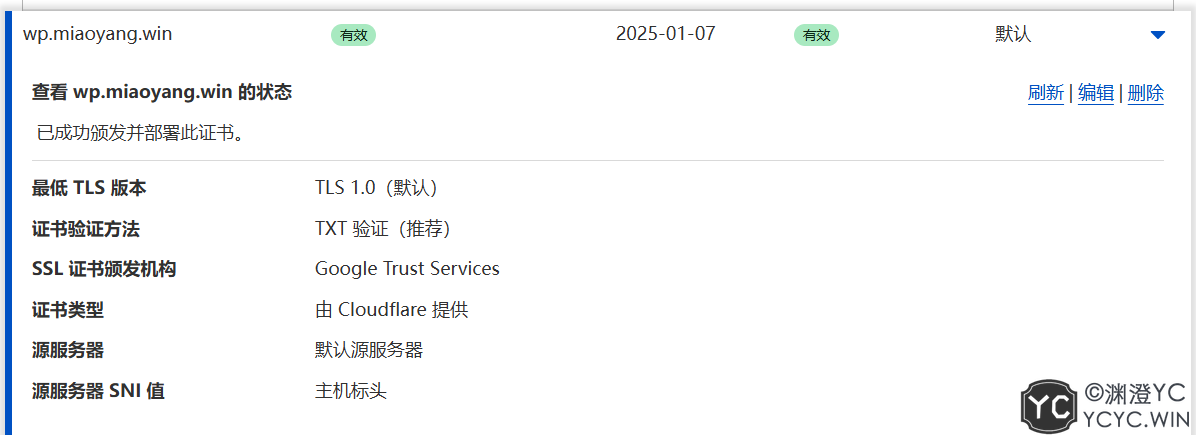 wp.miaoyang.win 有效 2025-01-07 有效 默认
查看 wp.miaoyang.win 的状态 刷新 | 编辑 | 删除
已成功颁发并部署此证书。
最低 TLS 版本 TLS 1.0（默认）
证书验证方法 TXT 验证（推荐）
SSL 证书颁发机构 Google Trust Services
证书类型 由 Cloudflare 提供
源服务器 默认源服务器
源服务器 SNI 值 主机标头
YC ©渊澄YC
YCYC.WIN